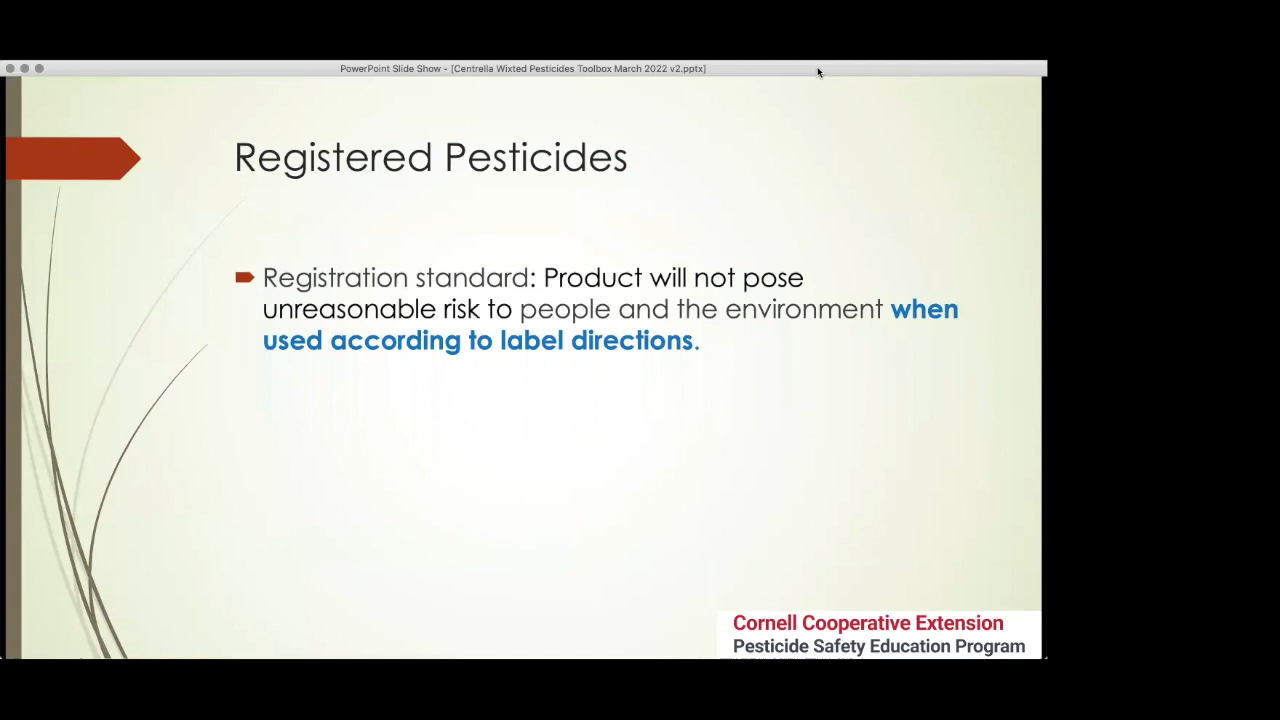 PowerPoint Slide Show - [Centrella Wixted Pesticides Toolbox March 2022 v2.pptx]
Registered Pesticides
Registration standard: Product will not pose
unreasonable risk to people and the environment when
used according to label directions.
Cornell Cooperative Extension
Pesticide Safety Education Program